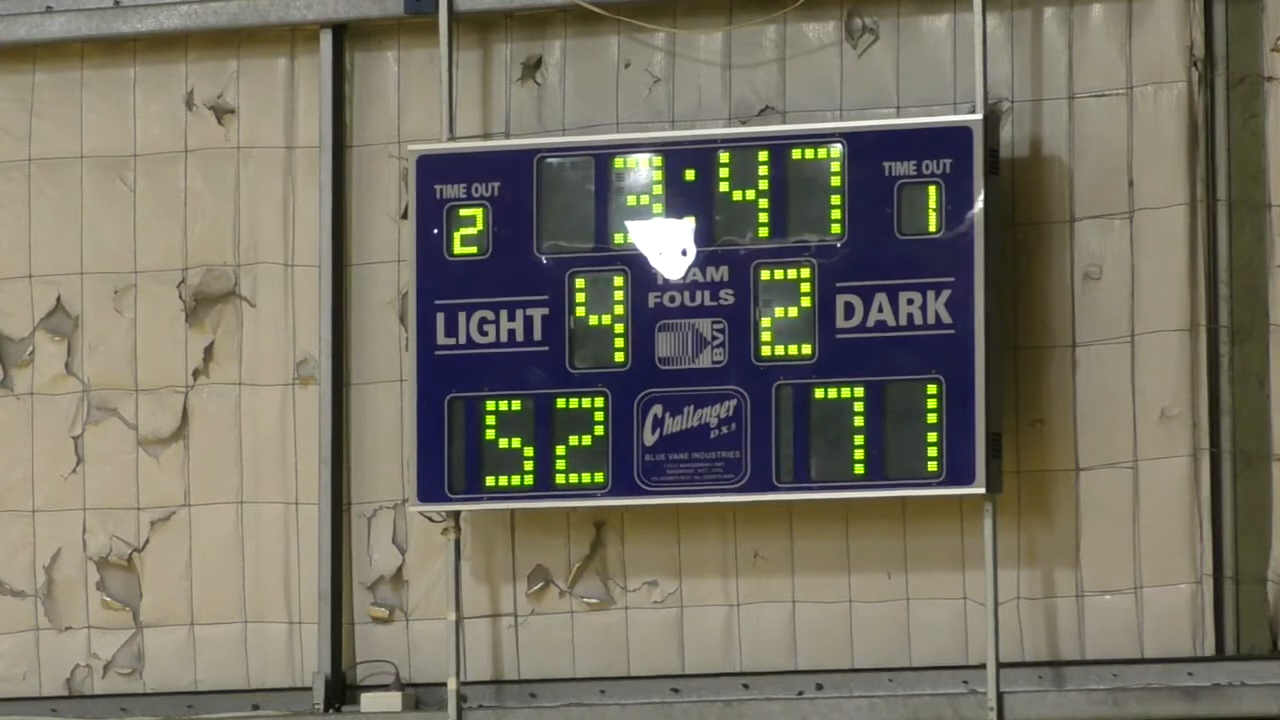 TIME OUT
3:47
TIME OUT
2
1
TEAM
FOULS
LIGHT
4
2
DARK
BVI
52
Challenger
DX
71
BLUE VANE INDUSTRIES